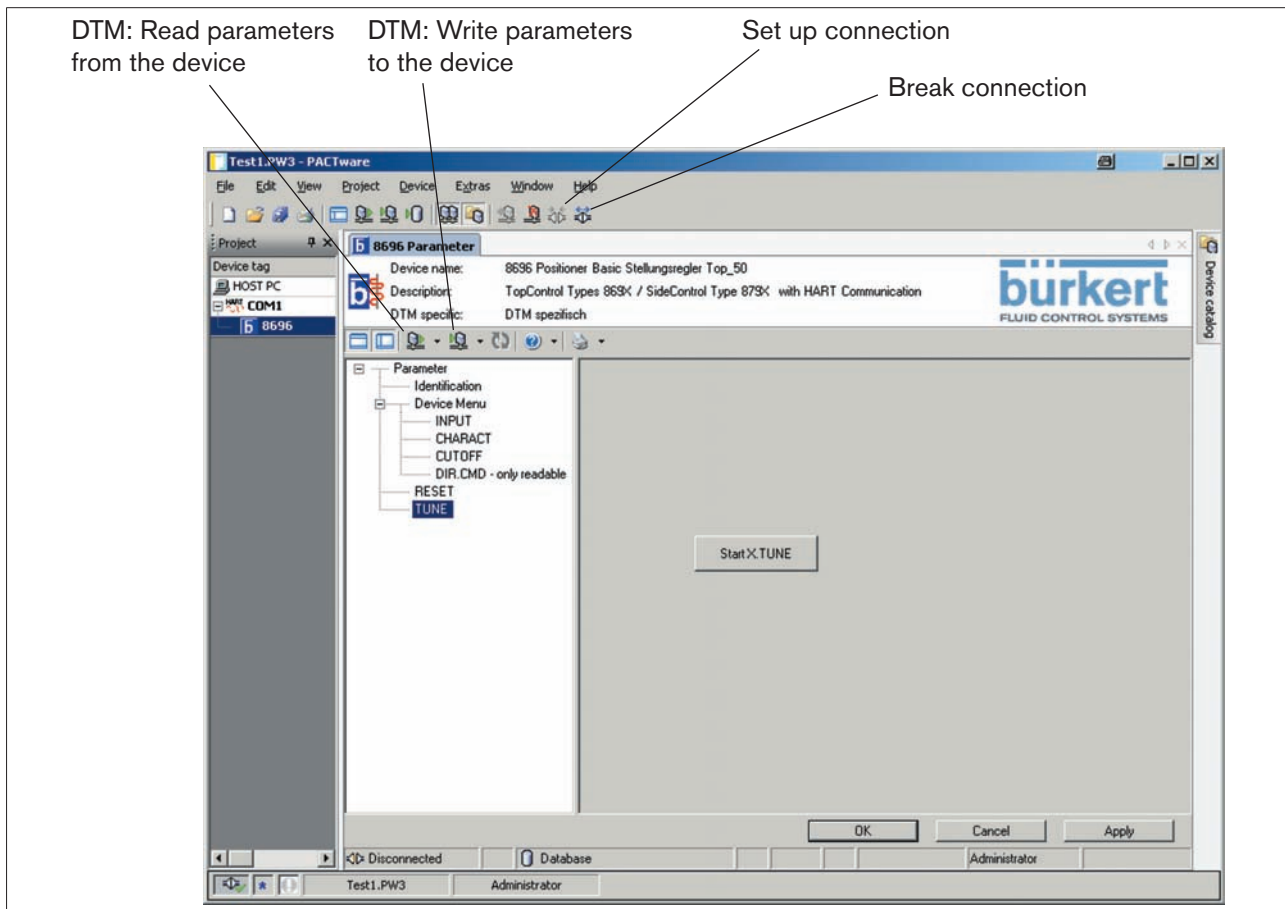 DTM: Read parameters
from the device
DTM: Write parameters
to the device
Set up connection
Break connection
Test1.PW3 - PACTware
File Edit View Project Device Extras Window Help
Project
Device tag
HOST PC
HART COM1
8696
8696 Parameter
Device name: 8696 Positioner Basic Stellungsregler Top_50
Description: TopControl Types 869X / SideControl Type 879X with HART Communication
DTM specific: DTM spezifisch
bürkert
FLUID CONTROL SYSTEMS
Device catalog
Parameter
Identification
Device Menu
INPUT
CHARACT
CUTOFF
DIR.CMD - only readable
RESET
TUNE
Start X.TUNE
OK Cancel Apply
Disconnected Database Administrator
Test1.PW3 Administrator